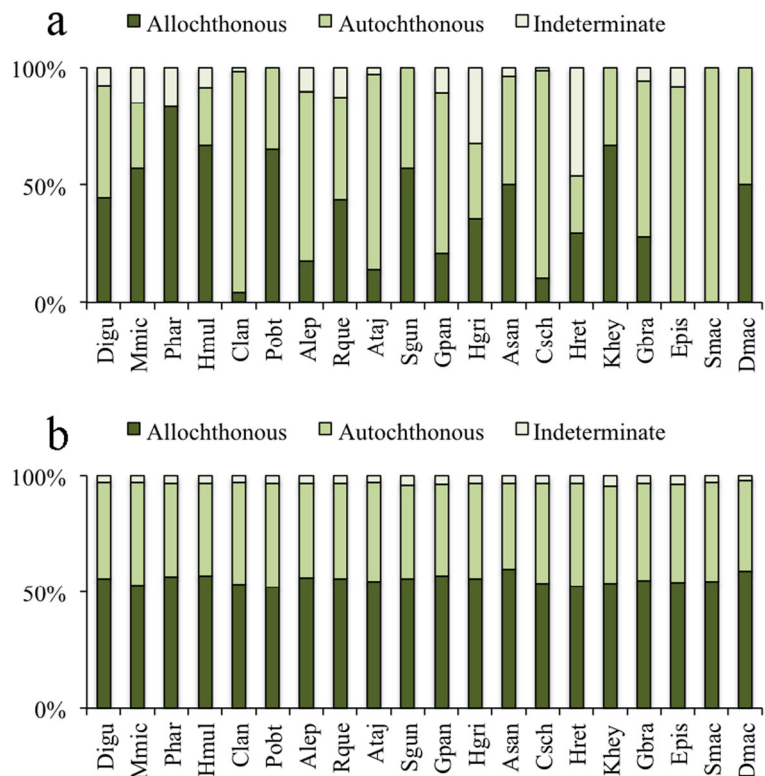 a
Allochthonous Autochthonous Indeterminate
100%
50%
0%
Digu Mmic Phar Hmul Clan Pobt Alep Rque Ataj Sgun Gpan Hgri Asan Csch Hret Khey Gbra Epis Smac Dmac
b
Allochthonous Autochthonous Indeterminate
100%
50%
0%
Digu Mmic Phar Hmul Clan Pobt Alep Rque Ataj Sgun Gpan Hgri Asan Csch Hret Khey Gbra Epis Smac Dmac